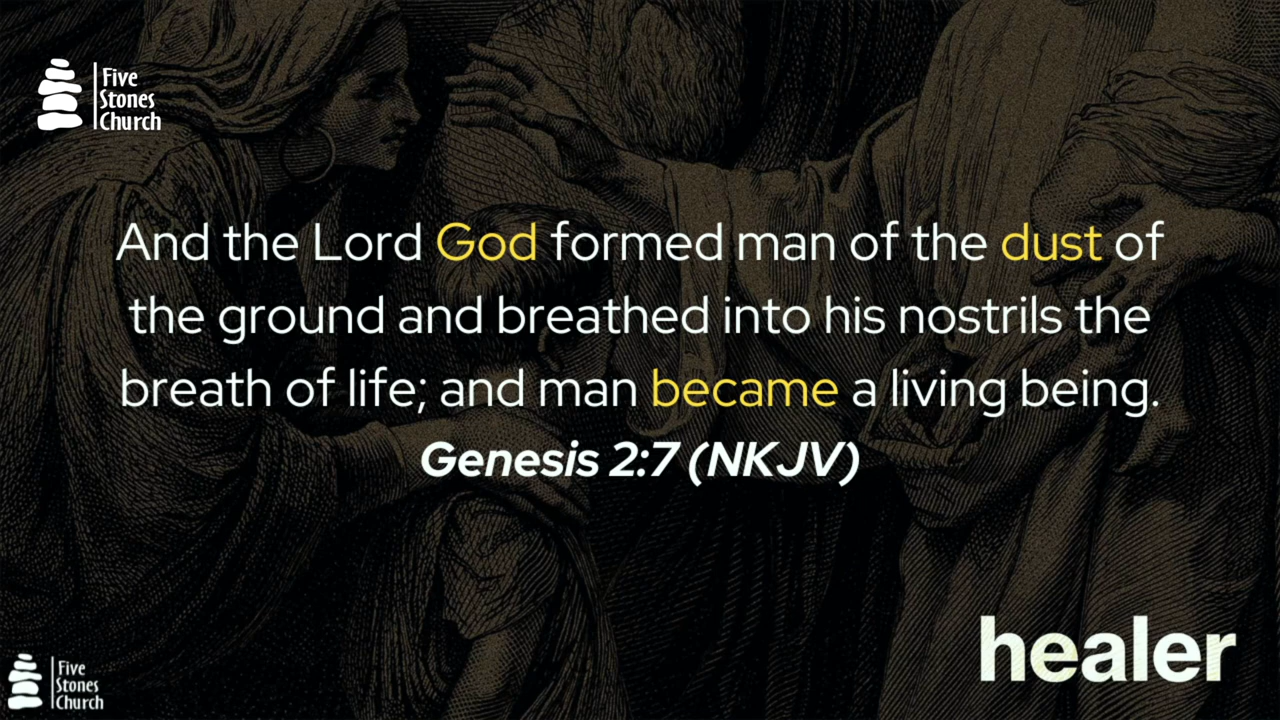 Five
Stones
Church
And the Lord God formed man of the dust of
the ground and breathed into his nostrils the
breath of life; and man became a living being.
Genesis 2:7 (NKJV)
healer
Five
Stones
Church